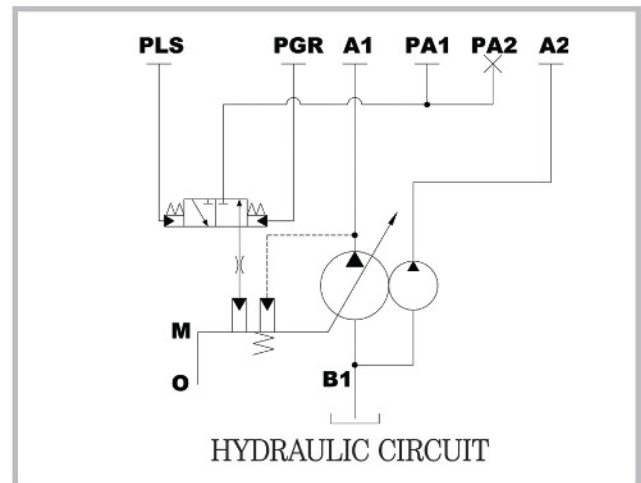 PLS PGR A1 PA1 PA2 A2
M
O
B1
HYDRAULIC CIRCUIT